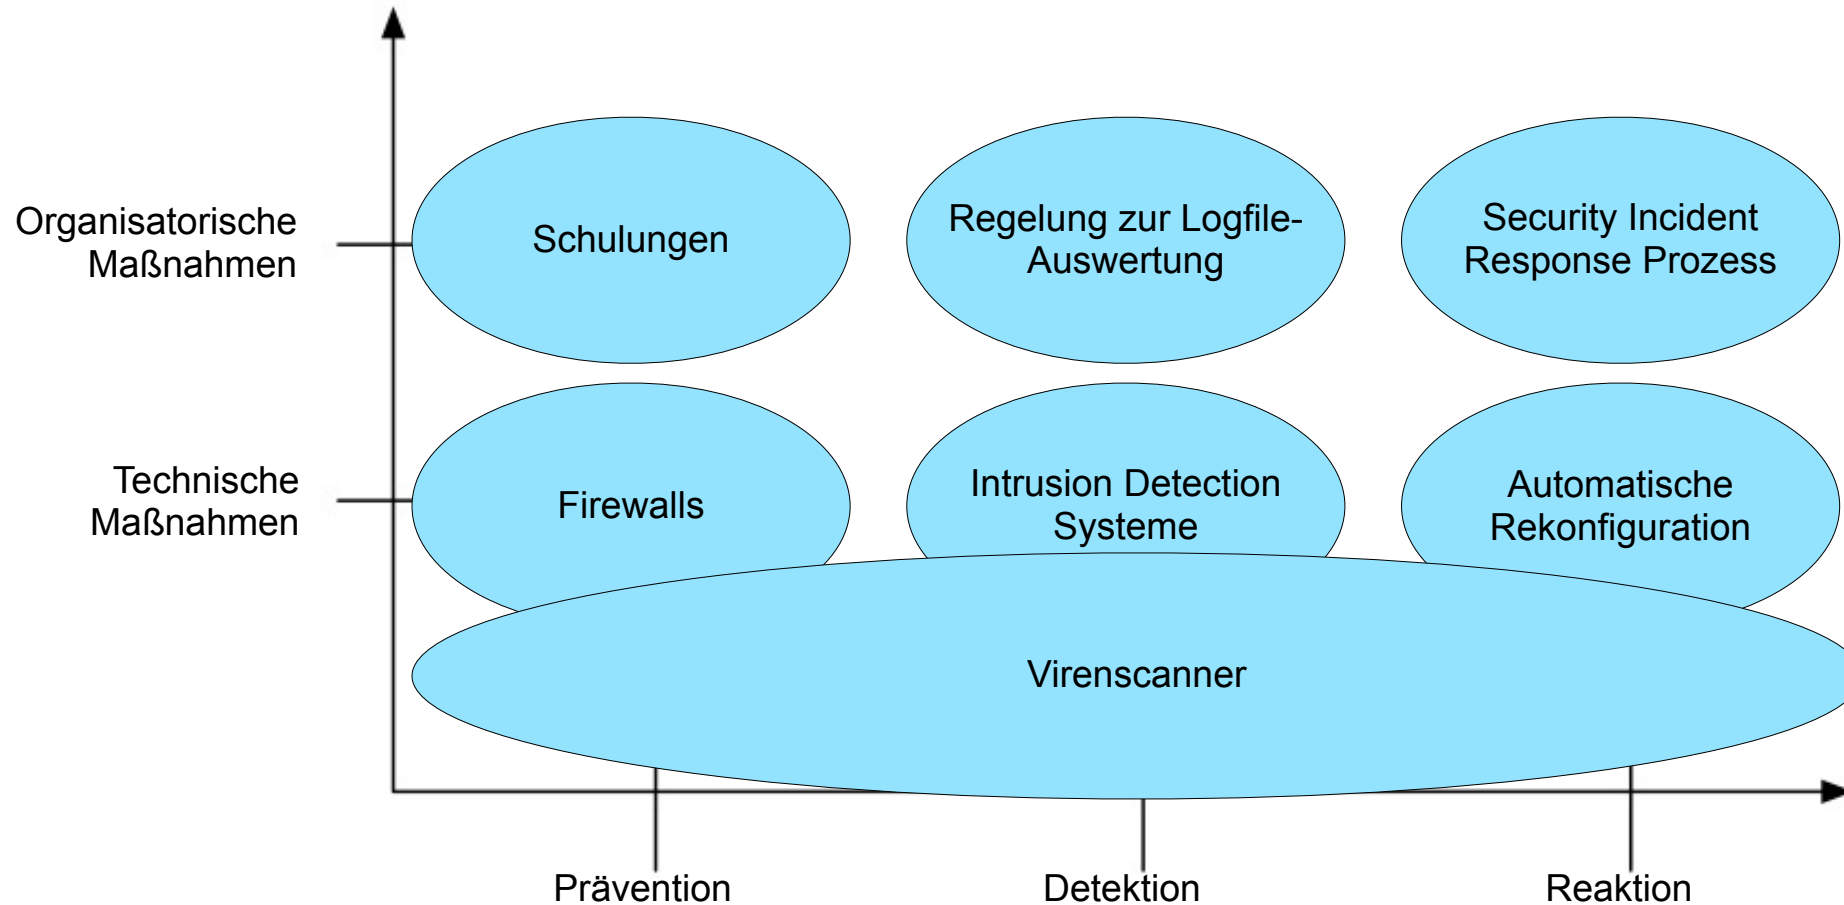 Organisatorische
Maßnahmen
Schulungen
Regelung zur Logfile-
Auswertung
Security Incident
Response Prozess
Technische
Maßnahmen
Firewalls
Intrusion Detection
Systeme
Automatische
Rekonfiguration
Virenscanner
Prävention
Detektion
Reaktion